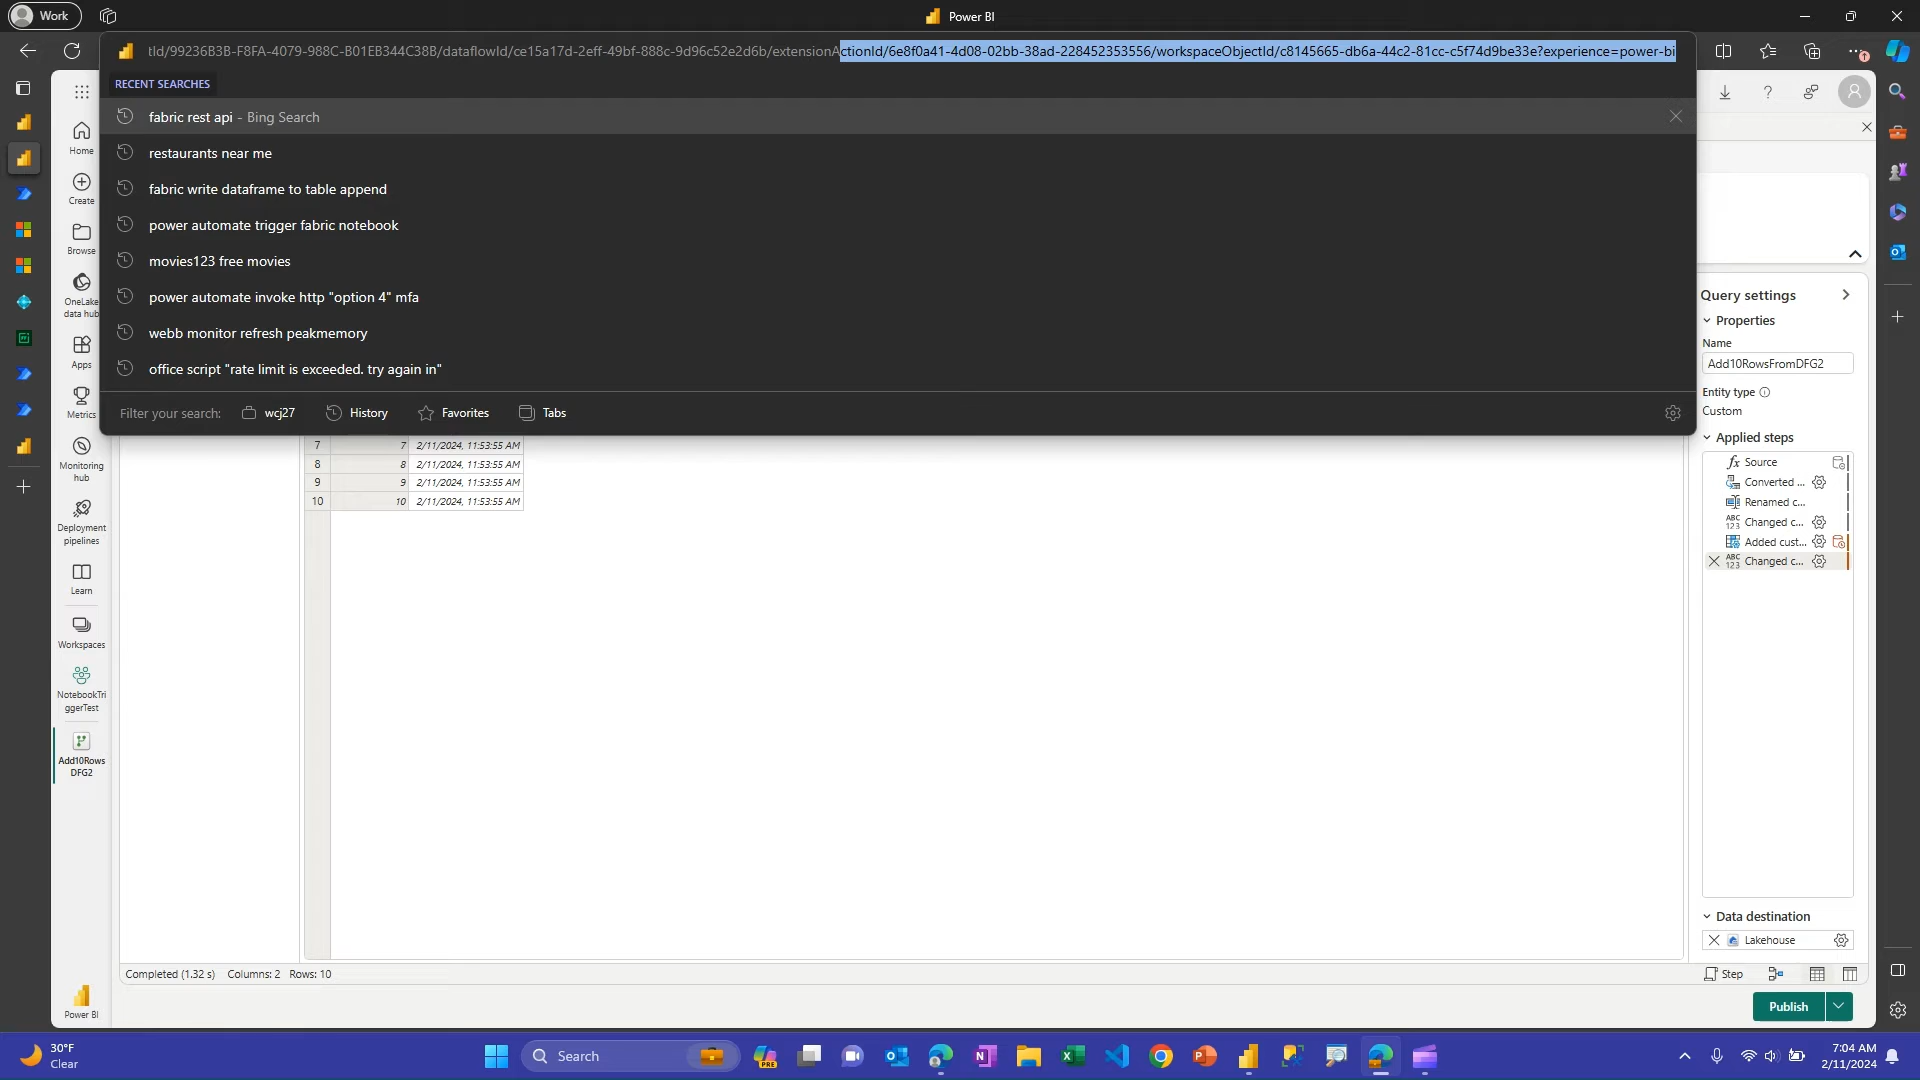 Work
Power BI
tId/99236B3B-F8FA-4079-988C-B01EB344C38B/dataflowId/ce15a17d-2eff-49bf-888c-9d96c52e2d6b/extensionActionId/6e8f0a41-4d08-02bb-38ad-228452353556/workspaceObjectId/c8145665-db6a-44c2-81cc-c5f74d9be33e?experience=power-bi
RECENT SEARCHES
fabric rest api - Bing Search
restaurants near me
fabric write dataframe to table append
power automate trigger fabric notebook
movies123 free movies
power automate invoke http "option 4" mfa
webb monitor refresh peakmemory
office script "rate limit is exceeded. try again in"
Filter your search:
wcj27
History
Favorites
Tabs
Home
Create
Browse
OneLake
data hub
Apps
Metrics
Monitoring
hub
Deployment
pipelines
Learn
Workspaces
NotebookTri
ggerTest
Add10Rows
DFG2
Power BI
7 7 2/11/2024, 11:53:55 AM
8 8 2/11/2024, 11:53:55 AM
9 9 2/11/2024, 11:53:55 AM
10 10 2/11/2024, 11:53:55 AM
Query settings
Properties
Name
Add10RowsFromDFG2
Entity type
Custom
Applied steps
fx Source
Converted ...
Renamed c...
ABC 123 Changed c...
Added cust...
ABC 123 Changed c...
Data destination
Lakehouse
Completed (1.32 s) Columns: 2 Rows: 10
Step
Publish
30°F
Clear
Search
PRE
7:04 AM
2/11/2024